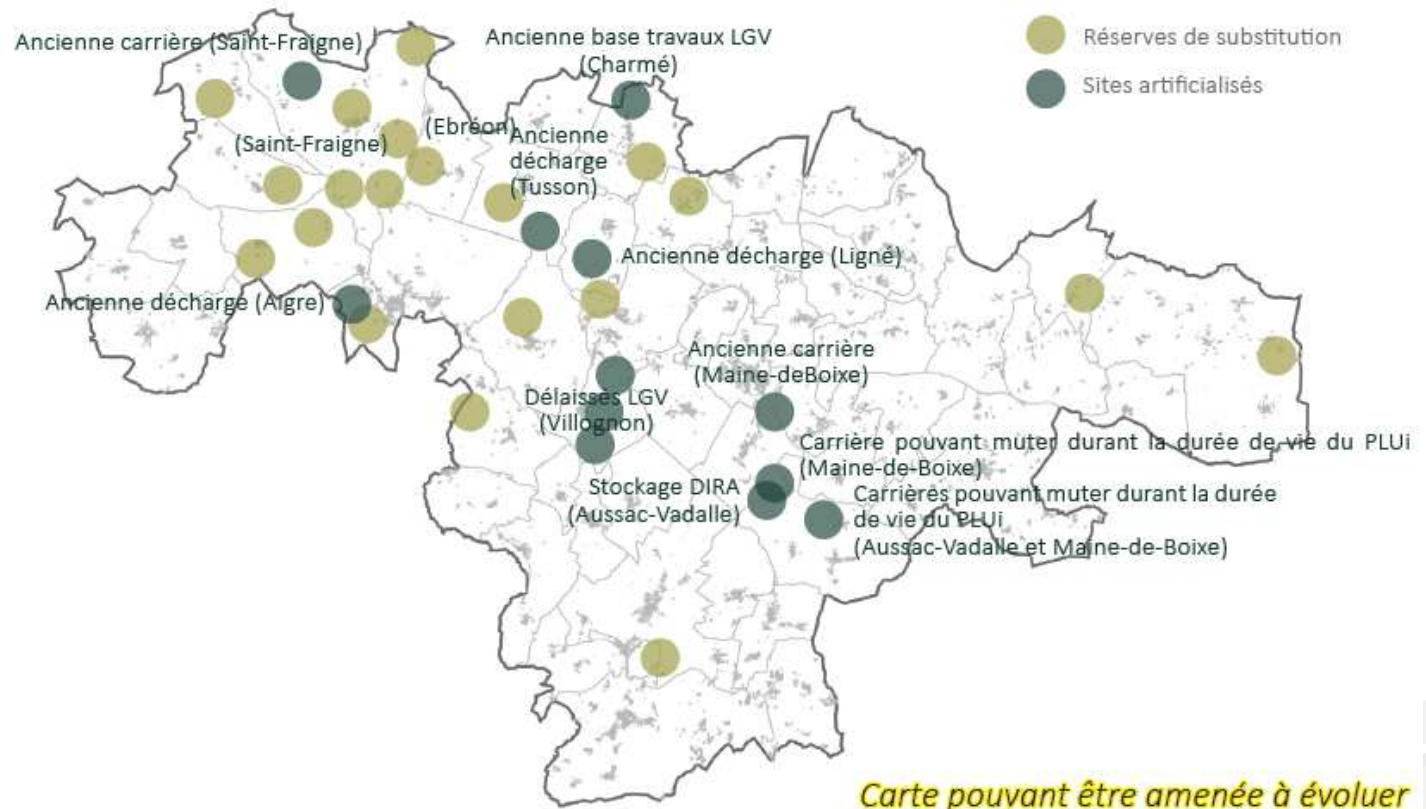 Ancienne carrière (Saint-Fraigne)
Ancienne base travaux LGV
(Charmé)
Réserves de substitution
Sites artificialisés
(Saint-Fraigne)
(Ebréon)
Ancienne
décharge
(Tusson)
Ancienne décharge (Ligné)
Ancienne décharge (Aigre)
Ancienne carrière
(Maine-deBoixe)
Délaissés LGV
(Villognon)
Carrière pouvant muter durant la durée de vie du PLUi
(Maine-de-Boixe)
Stockage DIRA
(Aussac-Vadalle)
Carrières pouvant muter durant la durée
de vie du PLUi
(Aussac-Vadalle et Maine-de-Boixe)
Carte pouvant être amenée à évoluer